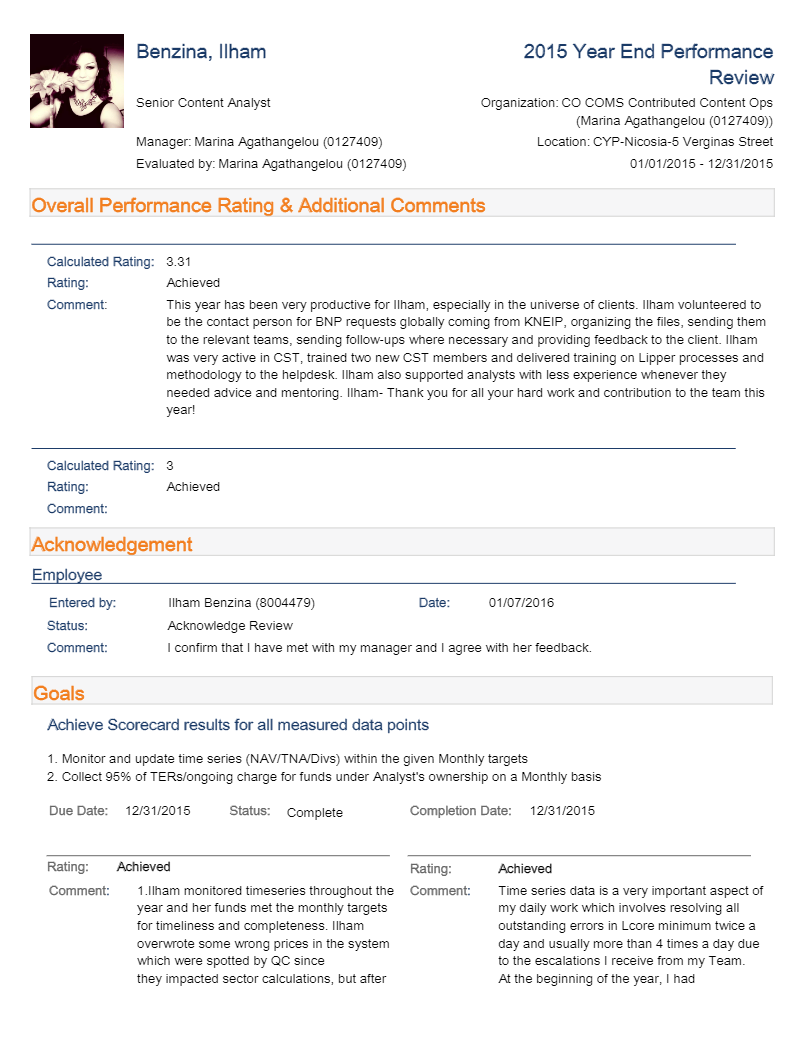 Benzina, Ilham
2015 Year End Performance
Review
Senior Content Analyst
Organization: CO COMS Contributed Content Ops
(Marina Agathangelou (0127409))
Manager: Marina Agathangelou (0127409)
Location: CYP-Nicosia-5 Verginas Street
Evaluated by: Marina Agathangelou (0127409)
01/01/2015 - 12/31/2015
Overall Performance Rating & Additional Comments
Calculated Rating: 3.31
Rating: Achieved
Comment: This year has been very productive for Ilham, especially in the universe of clients. Ilham volunteered to
be the contact person for BNP requests globally coming from KNEIP, organizing the files, sending them
to the relevant teams, sending follow-ups where necessary and providing feedback to the client. Ilham
was very active in CST, trained two new CST members and delivered training on Lipper processes and
methodology to the helpdesk. Ilham also supported analysts with less experience whenever they
needed advice and mentoring. Ilham- Thank you for all your hard work and contribution to the team this
year!
Calculated Rating: 3
Rating: Achieved
Comment:
Acknowledgement
Employee
Entered by: Ilham Benzina (8004479) Date: 01/07/2016
Status: Acknowledge Review
Comment: I confirm that I have met with my manager and I agree with her feedback.
Goals
Achieve Scorecard results for all measured data points
1. Monitor and update time series (NAV/TNA/Divs) within the given Monthly targets
2. Collect 95% of TERs/ongoing charge for funds under Analyst's ownership on a Monthly basis
Due Date: 12/31/2015 Status: Complete Completion Date: 12/31/2015
Rating: Achieved
Comment: 1.Ilham monitored timeseries throughout the
year and her funds met the monthly targets
for timeliness and completeness. Ilham
overwrote some wrong prices in the system
which were spotted by QC since
they impacted sector calculations, but after
Rating: Achieved
Comment: Time series data is a very important aspect of
my daily work which involves resolving all
outstanding errors in Lcore minimum twice a
day and usually more than 4 times a day due
to the escalations I receive from my Team.
At the beginning of the year, I had